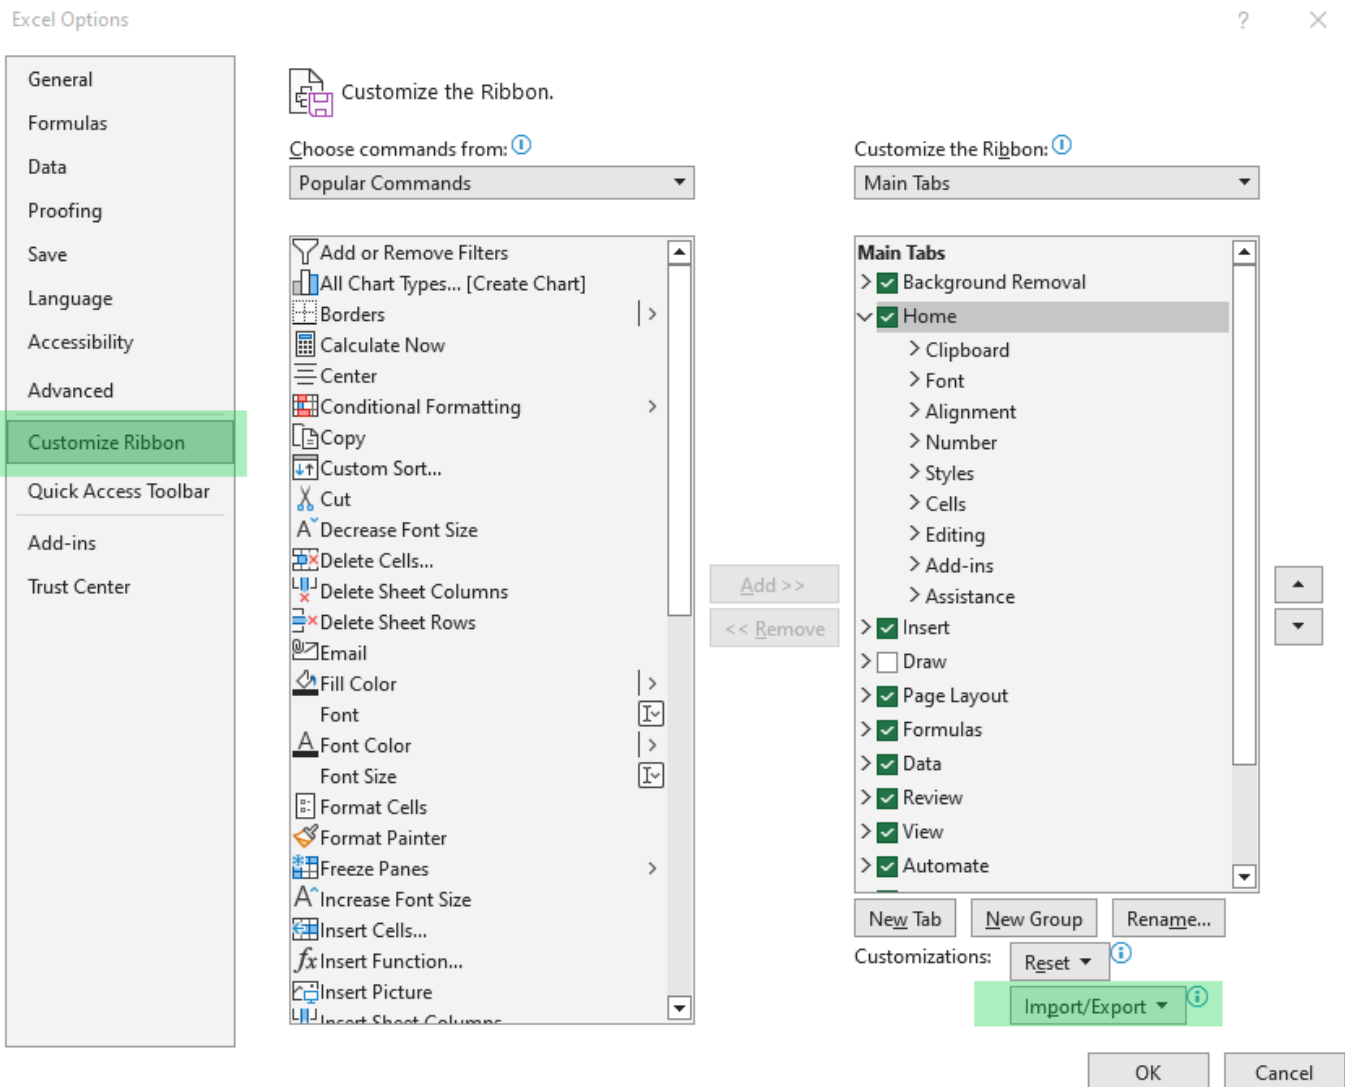 Excel Options
General
Formulas
Data
Proofing
Save
Language
Accessibility
Advanced
Customize Ribbon
Quick Access Toolbar
Add-ins
Trust Center
Customize the Ribbon.
Choose commands from:
Popular Commands
Add or Remove Filters
All Chart Types... [Create Chart]
Borders
Calculate Now
Center
Conditional Formatting
Copy
Custom Sort...
Cut
Decrease Font Size
Delete Cells...
Delete Sheet Columns
Delete Sheet Rows
Email
Fill Color
Font
Font Color
Font Size
Format Cells
Format Painter
Freeze Panes
Increase Font Size
Insert Cells...
Insert Function...
Insert Picture
Insert Sheet Columns
Add >>
<< Remove
Customize the Ribbon:
Main Tabs
Main Tabs
Background Removal
Home
Clipboard
Font
Alignment
Number
Styles
Cells
Editing
Add-ins
Assistance
Insert
Draw
Page Layout
Formulas
Data
Review
View
Automate
New Tab New Group Rename...
Customizations: Reset
Import/Export
OK Cancel